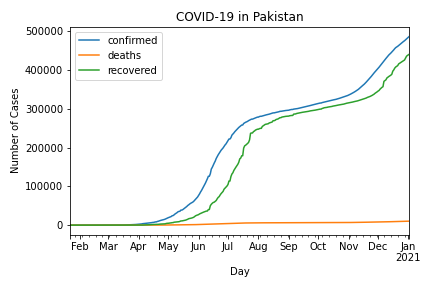 COVID-19 in Pakistan
confirmed
deaths
recovered
Number of Cases
500000
400000
300000
200000
100000
0
Feb Mar Apr May Jun Jul Aug Sep Oct Nov Dec Jan
2021
Day